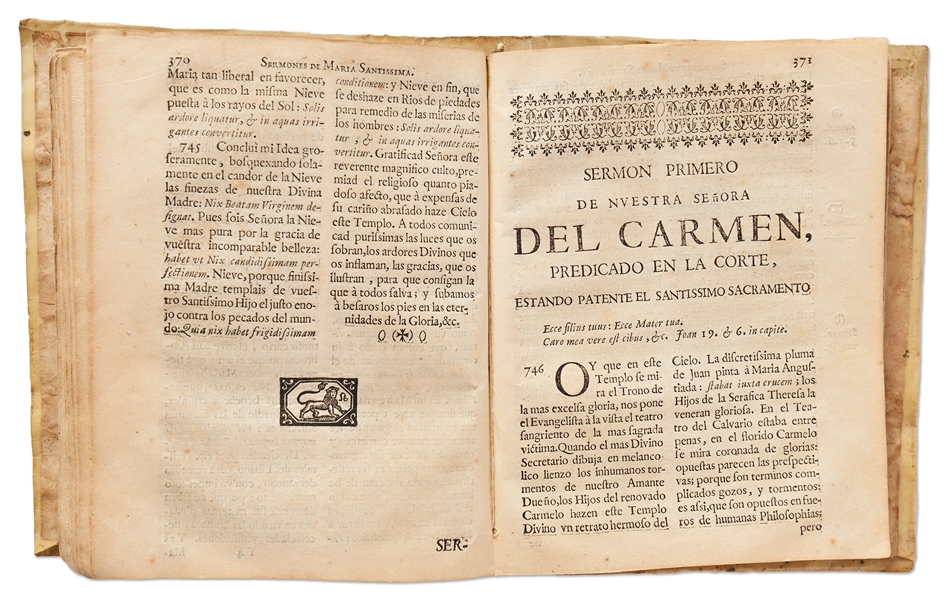 370
SERMONES DE MARIA SANTISSIMA.
Maria tan liberal en favorecer,
que es como la misma Nieve
puesta à los rayos del Sol: Solis
ardore liquatur, & in aquas irri-
gantes convertitur.
745 Conclui mi Idea gro-
seramente, bosquexando sola-
mente en el candor de la Nieve
las finezas de nuestra Divina
Madre: Nix Beatam Virginem de-
signat. Pues sois Señora la Nie-
ve mas pura por la gracia de
vuestra incomparable belleza:
habet vt Nix candidissimam per-
fectionem. Nieve, porque finissi-
ma Madre templais de vues-
tro Santissimo Hijo el justo eno-
jo contra los pecados del mun-
do: Quia nix habet frigidissimam
conditionem: y Nieve en fin, que
se deshaze en Rios de piedades
para remedio de las miserias de
los hombres: Solis ardore liqua-
tur, & in aquas irrigantes con-
vertitur. Gratificad Señora este
reverente magnifico culto, pre-
miad el religioso quanto pia-
doso afecto, que à expensas de
su cariño abrasado haze Cielo
este Templo. A todos comuni-
cad purissimas las luces que os
sobran, los ardores Divinos que
os inflaman, las gracias, que os
ilustran, para que consigan la
que à todos salva; y subamos
à besaros los pies en las eter-
nidades de la Gloria, &c.
SER-
371
SERMON PRIMERO
DE NVESTRA SEñORA
DEL CARMEN,
PREDICADO EN LA CORTE,
ESTANDO PATENTE EL SANTISSIMO SACRAMENTO
Ecce filius tuus: Ecce Mater tua.
Caro mea vere est cibus, &c. Joan 19. & 6. in capite.
746 OY que en este
Templo se mi-
ra el Trono de
la mas excelsa gloria, nos pone
el Evangelista à la vista el teatro
sangriento de la mas sagrada
victima. Quando el mas Divino
Secretario dibuja en melanco-
lico lienzo los inhumanos tor-
mentos de nuestro Amante
Dueño, los Hijos del renovado
Carmelo hazen este Templo
Divino vn retrato hermoso del
Cielo. La discretissima pluma
de Juan pinta à Maria Angus-
tiada: stabat iuxta crucem; los
Hijos de la Serafica Theresa la
veneran gloriosa. En el Tea-
tro del Calvario estaba entre
penas, en el florido Carmelo
se mira coronada de glorias:
opuestas parecen las prespecti-
vas; porque son terminos com-
plicados gozos, y tormentos;
es assi, que son opuestos en fue-
ros de humanas Philosophias;
pero